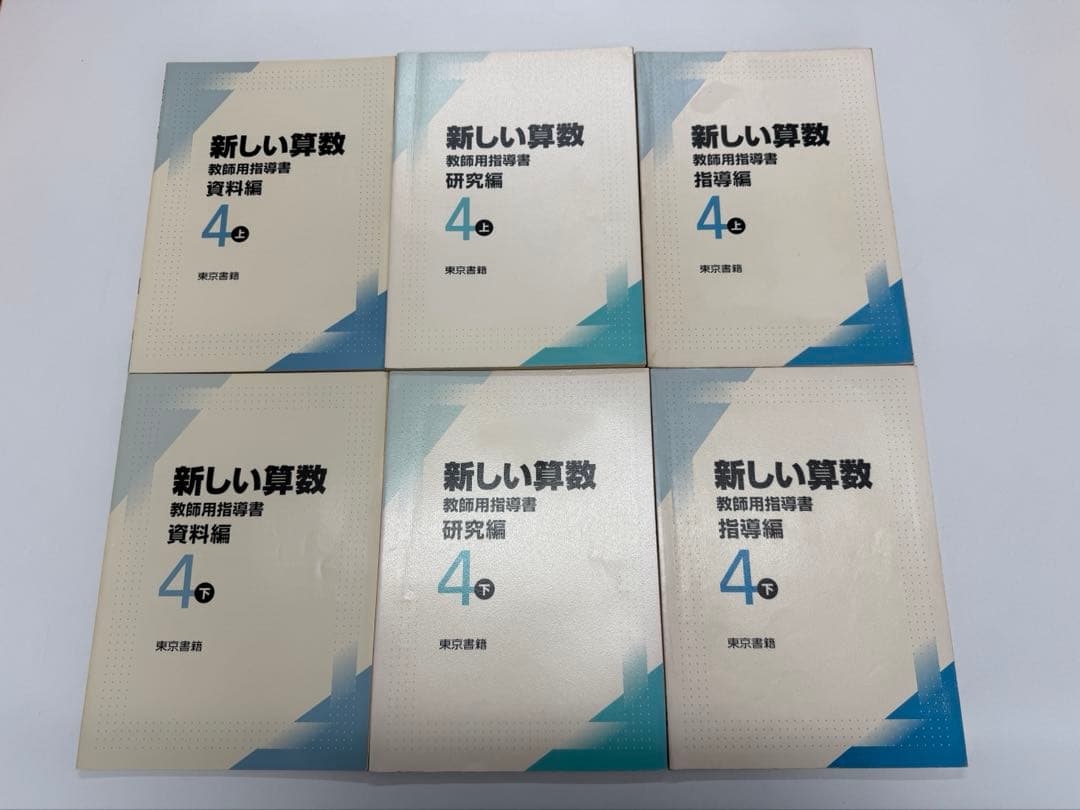 新しい算数
教師用指導書
資料編
4上
東京書籍
新しい算数
教師用指導書
研究編
4上
東京書籍
新しい算数
教師用指導書
指導編
4上
東京書籍
新しい算数
教師用指導書
資料編
4下
東京書籍
新しい算数
教師用指導書
研究編
4下
東京書籍
新しい算数
教師用指導書
指導編
4下
東京書籍